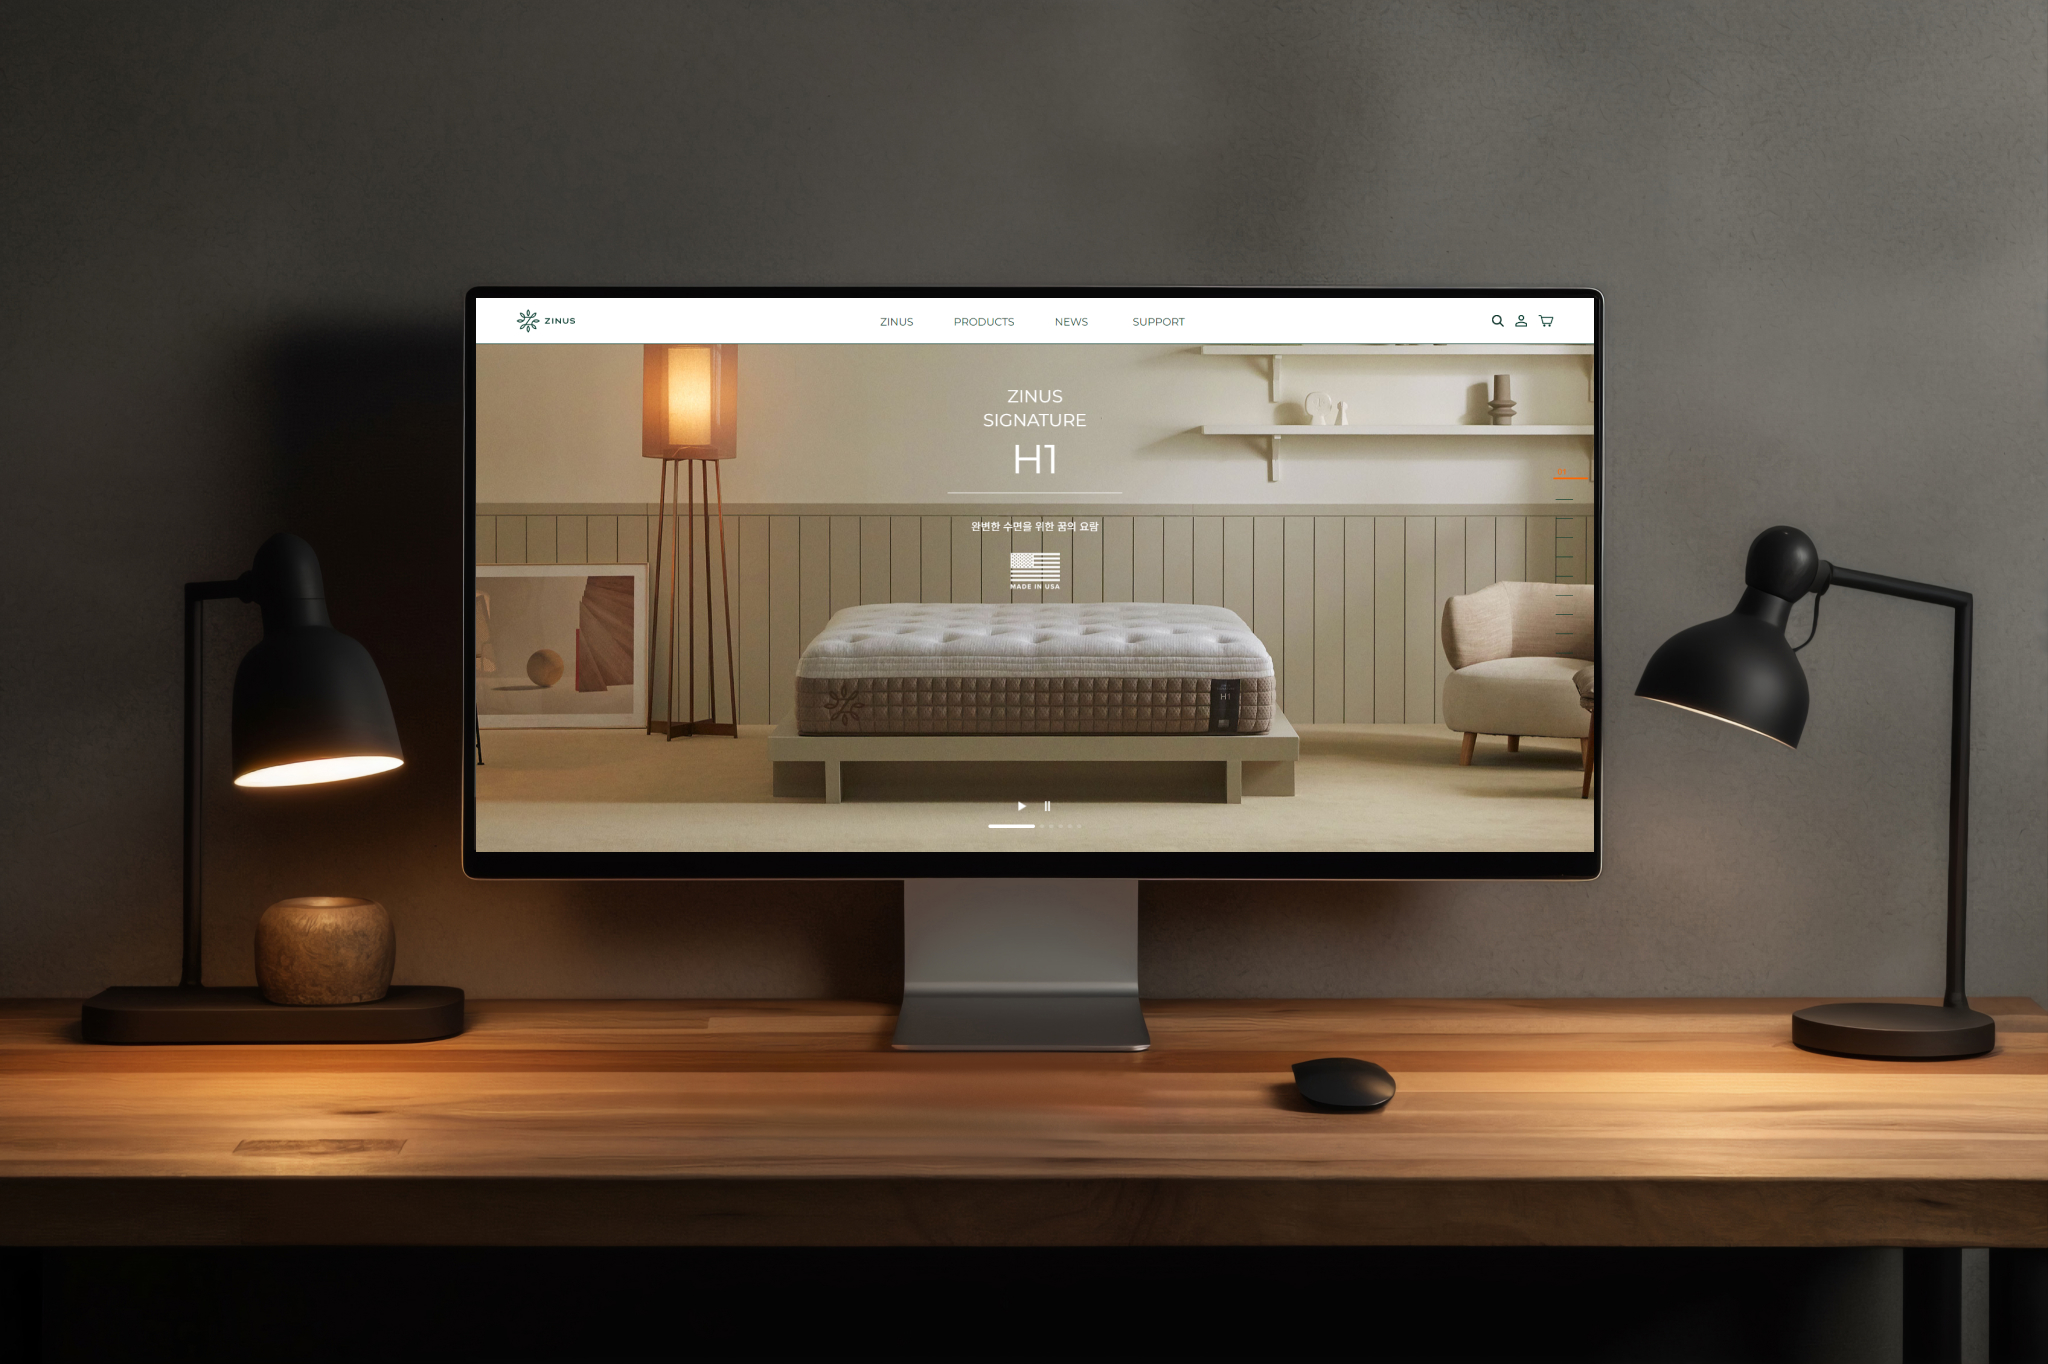 ZINUS
ZINUS PRODUCTS NEWS SUPPORT
ZINUS
SIGNATURE
H1
완벽한 수면을 위한 꿈의 요람
MADE IN USA
H1